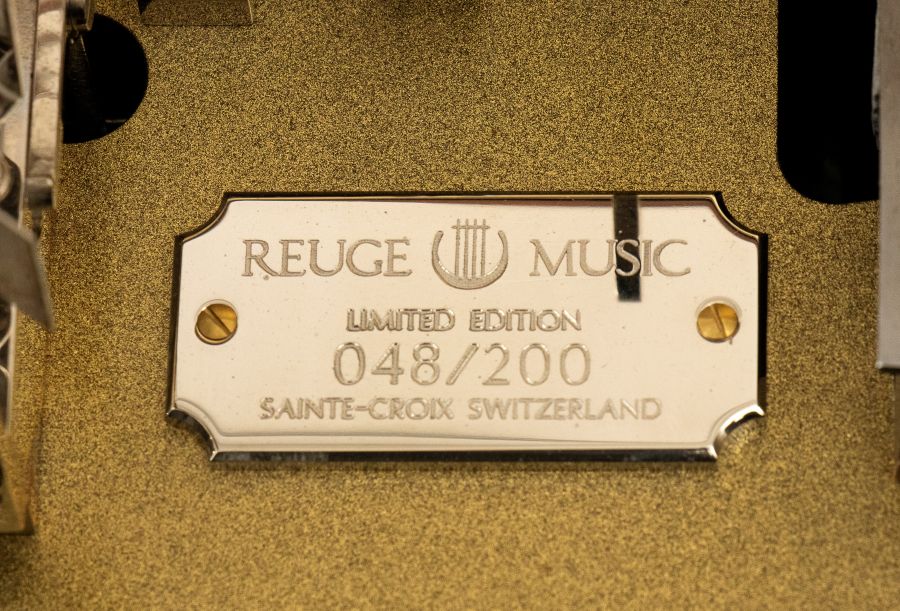 REUGE MUSIC
LIMITED EDITION
048/200
SAINTE-CROIX SWITZERLAND